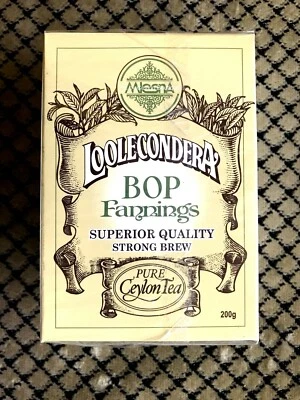 Mlesna
LOOLECONDERA
BOP
Fannings
SUPERIOR QUALITY
STRONG BREW
PURE
Ceylon Tea
200g